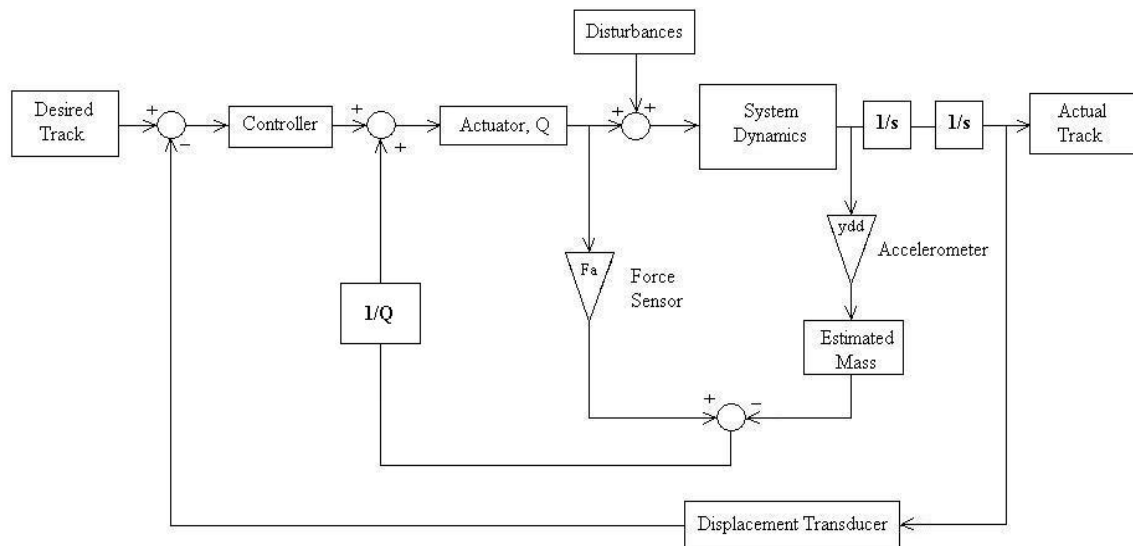 Disturbances
Desired
Track
+
−
Controller
+
+
Actuator, Q
+
+
System
Dynamics
1/s
1/s
Actual
Track
ydd
Accelerometer
Fa
Force
Sensor
1/Q
Estimated
Mass
+
−
Displacement Transducer